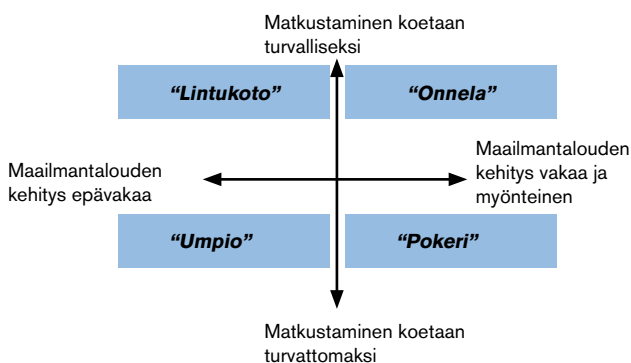 Matkustaminen koetaan
turvalliseksi
“Lintukoto”
“Onnela”
Maailmantalouden
kehitys epävakaa
Maailmantalouden
kehitys vakaa ja
myönteinen
“Umpio”
“Pokeri”
Matkustaminen koetaan
turvattomaksi